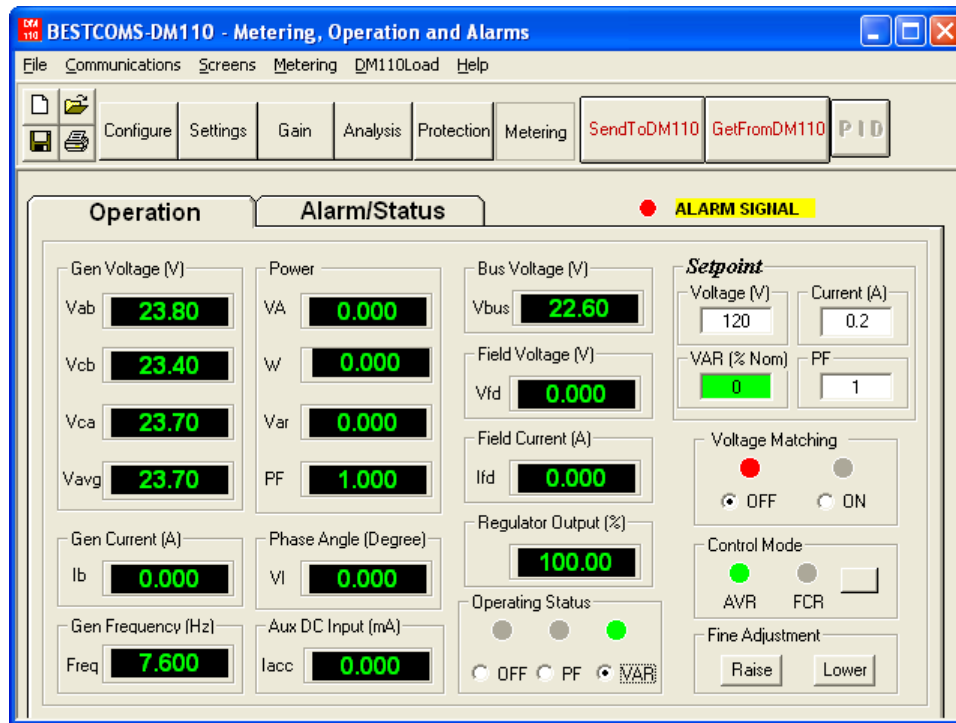 DM 110 BESTCOMS-DM110 - Metering, Operation and Alarms
File Communications Screens Metering DM110Load Help
Configure Settings Gain Analysis Protection Metering SendToDM110 GetFromDM110 PID
Operation Alarm/Status ALARM SIGNAL
Gen Voltage (V)
Vab 23.80
Vcb 23.40
Vca 23.70
Vavg 23.70
Gen Current (A)
Ib 0.000
Gen Frequency (Hz)
Freq 7.600
Power
VA 0.000
W 0.000
Var 0.000
PF 1.000
Phase Angle (Degree)
VI 0.000
Aux DC Input (mA)
Iacc 0.000
Bus Voltage (V)
Vbus 22.60
Field Voltage (V)
Vfd 0.000
Field Current (A)
Ifd 0.000
Regulator Output (%)
100.00
Operating Status
OFF PF VAR
Setpoint
Voltage (V) Current (A)
120 0.2
VAR (% Nom) PF
0 1
Voltage Matching
OFF ON
Control Mode
AVR FCR
Fine Adjustment
Raise Lower